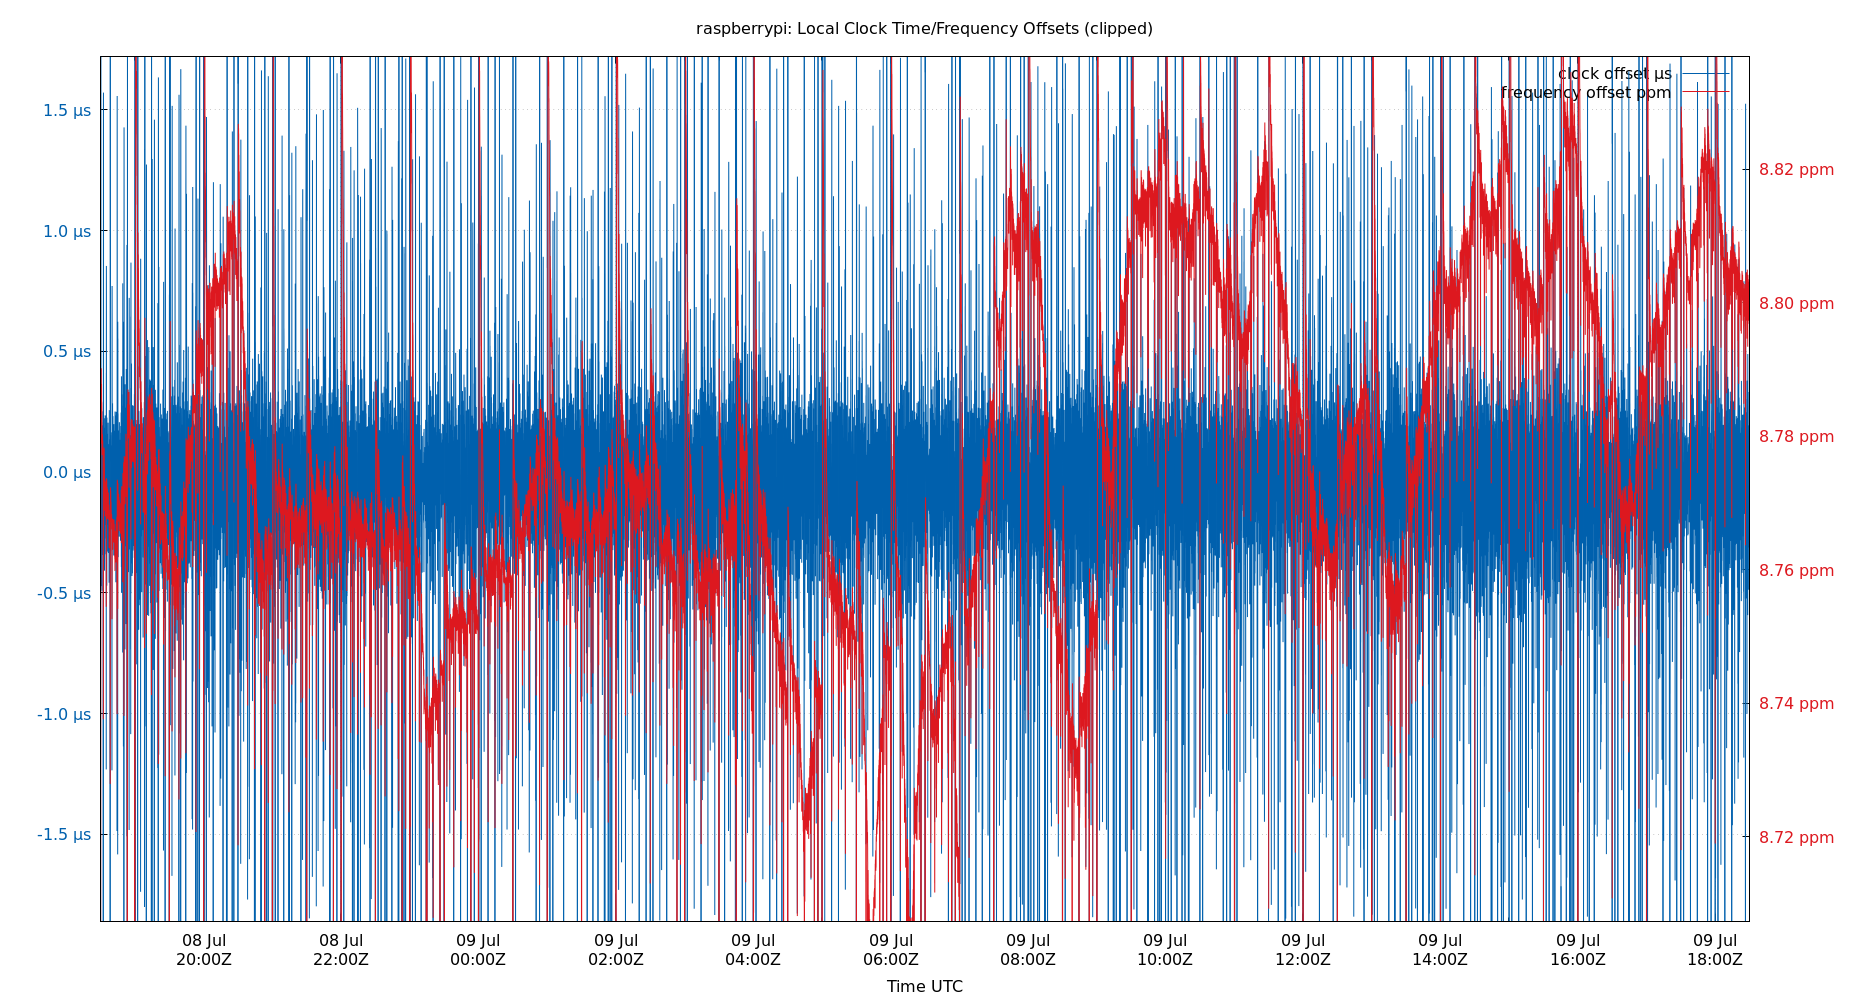 raspberrypi: Local Clock Time/Frequency Offsets (clipped)
clock offset µs
frequency offset ppm
1.5 µs
1.0 µs
0.5 µs
0.0 µs
-0.5 µs
-1.0 µs
-1.5 µs
8.82 ppm
8.80 ppm
8.78 ppm
8.76 ppm
8.74 ppm
8.72 ppm
08 Jul
20:00Z
08 Jul
22:00Z
09 Jul
00:00Z
09 Jul
02:00Z
09 Jul
04:00Z
09 Jul
06:00Z
09 Jul
08:00Z
09 Jul
10:00Z
09 Jul
12:00Z
09 Jul
14:00Z
09 Jul
16:00Z
09 Jul
18:00Z
Time UTC